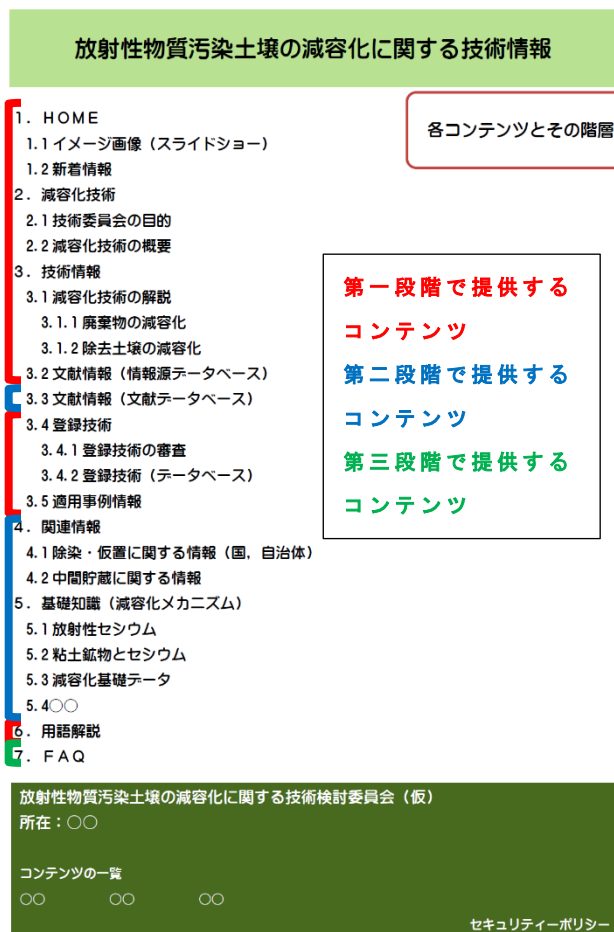 放射性物質汚染土壌の減容化に関する技術情報
各コンテンツとその階層
1. HOME
1.1イメージ画像（スライドショー）
1.2新着情報
2. 減容化技術
2.1技術委員会の目的
2.2減容化技術の概要
3. 技術情報
3.1減容化技術の解説
3.1.1廃棄物の減容化
3.1.2除去土壌の減容化
3.2文献情報（情報源データベース）
3.3文献情報（文献データベース）
3.4登録技術
3.4.1登録技術の審査
3.4.2登録技術（データベース）
3.5適用事例情報
4. 関連情報
4.1除染・仮置に関する情報（国，自治体）
4.2中間貯蔵に関する情報
5. 基礎知識（減容化メカニズム）
5.1放射性セシウム
5.2粘土鉱物とセシウム
5.3減容化基礎データ
5.4○○
6. 用語解説
7. FAQ
第一段階で提供する
コンテンツ
第二段階で提供する
コンテンツ
第三段階で提供する
コンテンツ
放射性物質汚染土壌の減容化に関する技術検討委員会（仮）
所在：○○
コンテンツの一覧
○○ ○○ ○○
セキュリティーポリシー